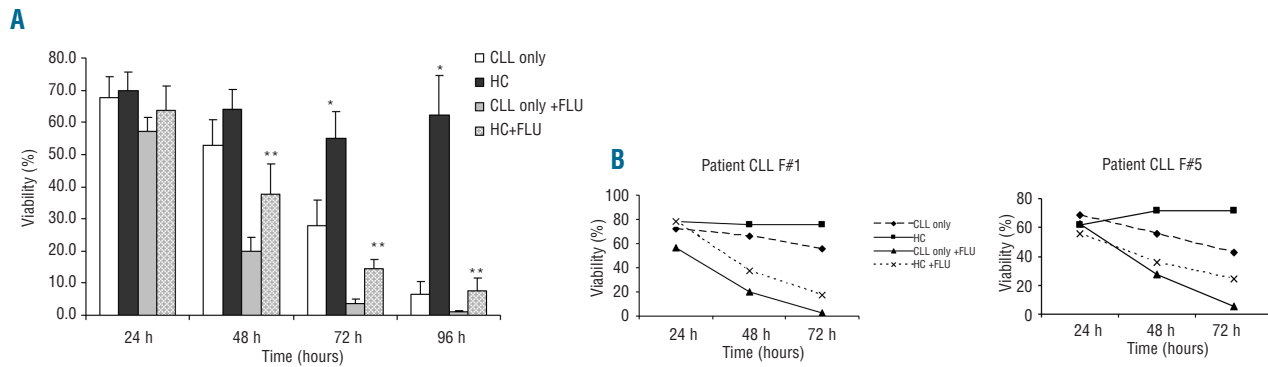 A
80.0
70.0
60.0
50.0
40.0
30.0
20.0
10.0
0.0
Viability (%)
24 h 48 h 72 h 96 h
Time (hours)
**
*
**
*
**
CLL only
HC
CLL only +FLU
HC+FLU
B
Patient CLL F#1
100
80
60
40
20
0
Viability (%)
24 h 48 h 72 h
Time (hours)
CLL only
HC
CLL only +FLU
HC +FLU
Patient CLL F#5
80
60
40
20
0
Viability (%)
24 h 48 h 72 h
Time (hours)